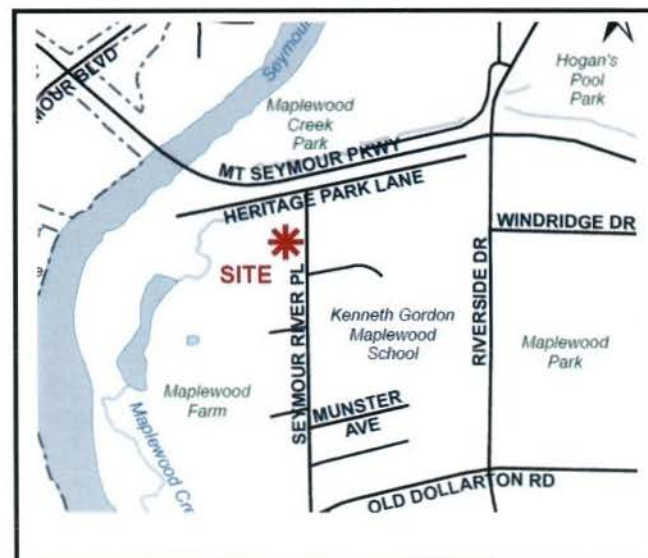 Seymour
MOUR BLVD
Hogan's
Pool
Park
Maplewood
Creek
Park
MT SEYMOUR PKWY
HERITAGE PARK LANE
WINDRIDGE DR
SITE
SEYMOUR RIVER PL
Kenneth Gordon
Maplewood
School
RIVERSIDE DR
Maplewood
Park
Maplewood
Farm
MUNSTER
AVE
Maplewood Cre
OLD DOLLARTON RD